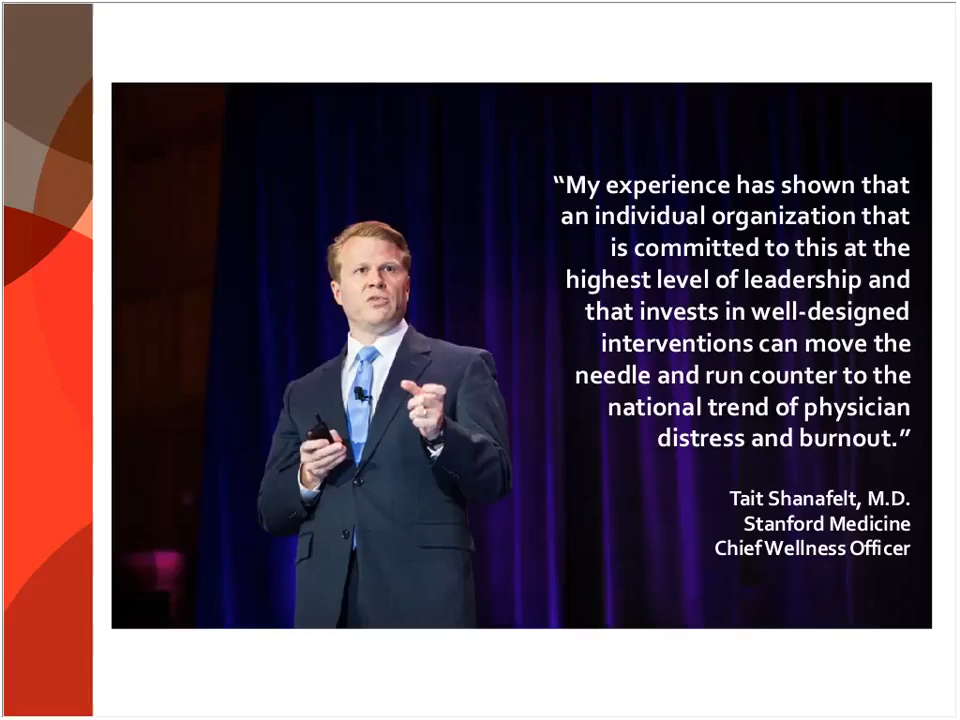 “My experience has shown that
an individual organization that
is committed to this at the
highest level of leadership and
that invests in well-designed
interventions can move the
needle and run counter to the
national trend of physician
distress and burnout.”
Tait Shanafelt, M.D.
Stanford Medicine
Chief Wellness Officer